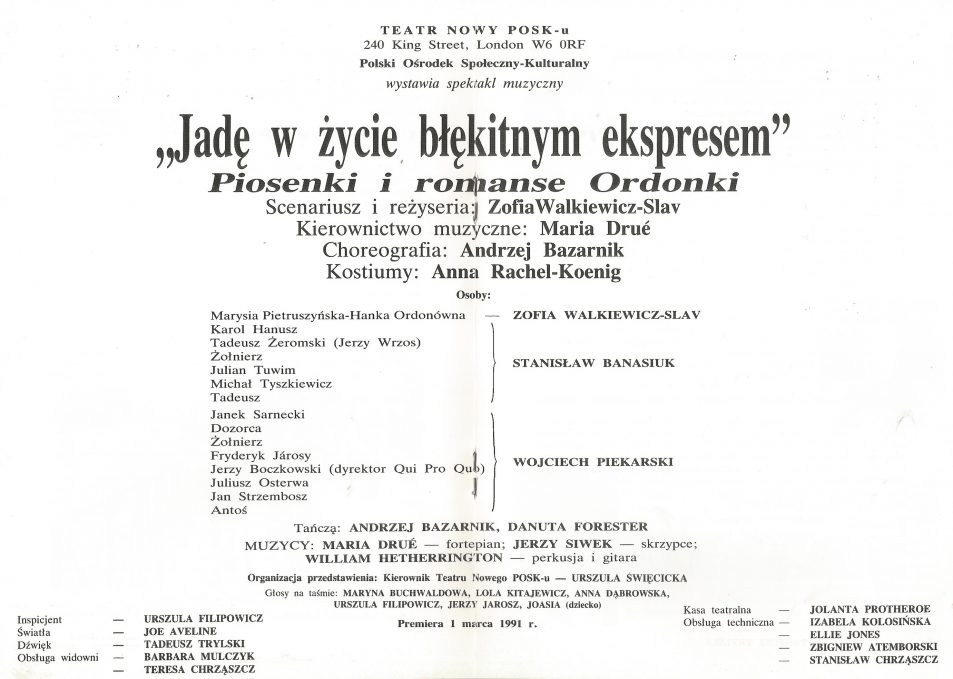 TEATR NOWY POSK-u
240 King Street, London W6 0RF
Polski Ośrodek Społeczny-Kulturalny
wystawia spektakl muzyczny
„Jadę w życie błękitnym ekspresem”
Piosenki i romanse Ordonki
Scenariusz i reżyseria: Zofia Walkiewicz-Slav
Kierownictwo muzyczne: Maria Drué
Choreografia: Andrzej Bazarnik
Kostiumy: Anna Rachel-Koenig
Osoby:
Marysia Pietruszyńska-Hanka Ordonówna — ZOFIA WALKIEWICZ-SLAV
Karol Hanusz
Tadeusz Żeromski (Jerzy Wrzos)
Żołnierz
Julian Tuwim
Michał Tyszkiewicz
Tadeusz
STANISŁAW BANASIUK
Janek Sarnecki
Dozorca
Żołnierz
Fryderyk Járosy
Jerzy Boczkowski (dyrektor Qui Pro Quo)
Juliusz Osterwa
Jan Strzembosz
Antoś
WOJCIECH PIEKARSKI
Tańczą: ANDRZEJ BAZARNIK, DANUTA FORESTER
MUZYCY: MARIA DRUÉ — fortepian; JERZY SIWEK — skrzypce;
WILLIAM HETHERRINGTON — perkusja i gitara
Organizacja przedstawienia: Kierownik Teatru Nowego POSK-u — URSZULA ŚWIĘCICKA
Głosy na taśmie: MARYNA BUCHWALDOWA, LOLA KITAJEWICZ, ANNA DĄBROWSKA,
URSZULA FILIPOWICZ, JERZY JAROSZ, JOASIA (dziecko)
Premiera 1 marca 1991 r.
Inspicjent — URSZULA FILIPOWICZ
Światła — JOE AVELINE
Dźwięk — TADEUSZ TRYLSKI
Obsługa widowni — BARBARA MULCZYK
— TERESA CHRZĄSZCZ
Kasa teatralna — JOLANTA PROTHEROE
Obsługa techniczna — IZABELA KOLOSIŃSKA
— ELLIE JONES
— ZBIGNIEW ATEMBORSKI
— STANISŁAW CHRZĄSZCZ